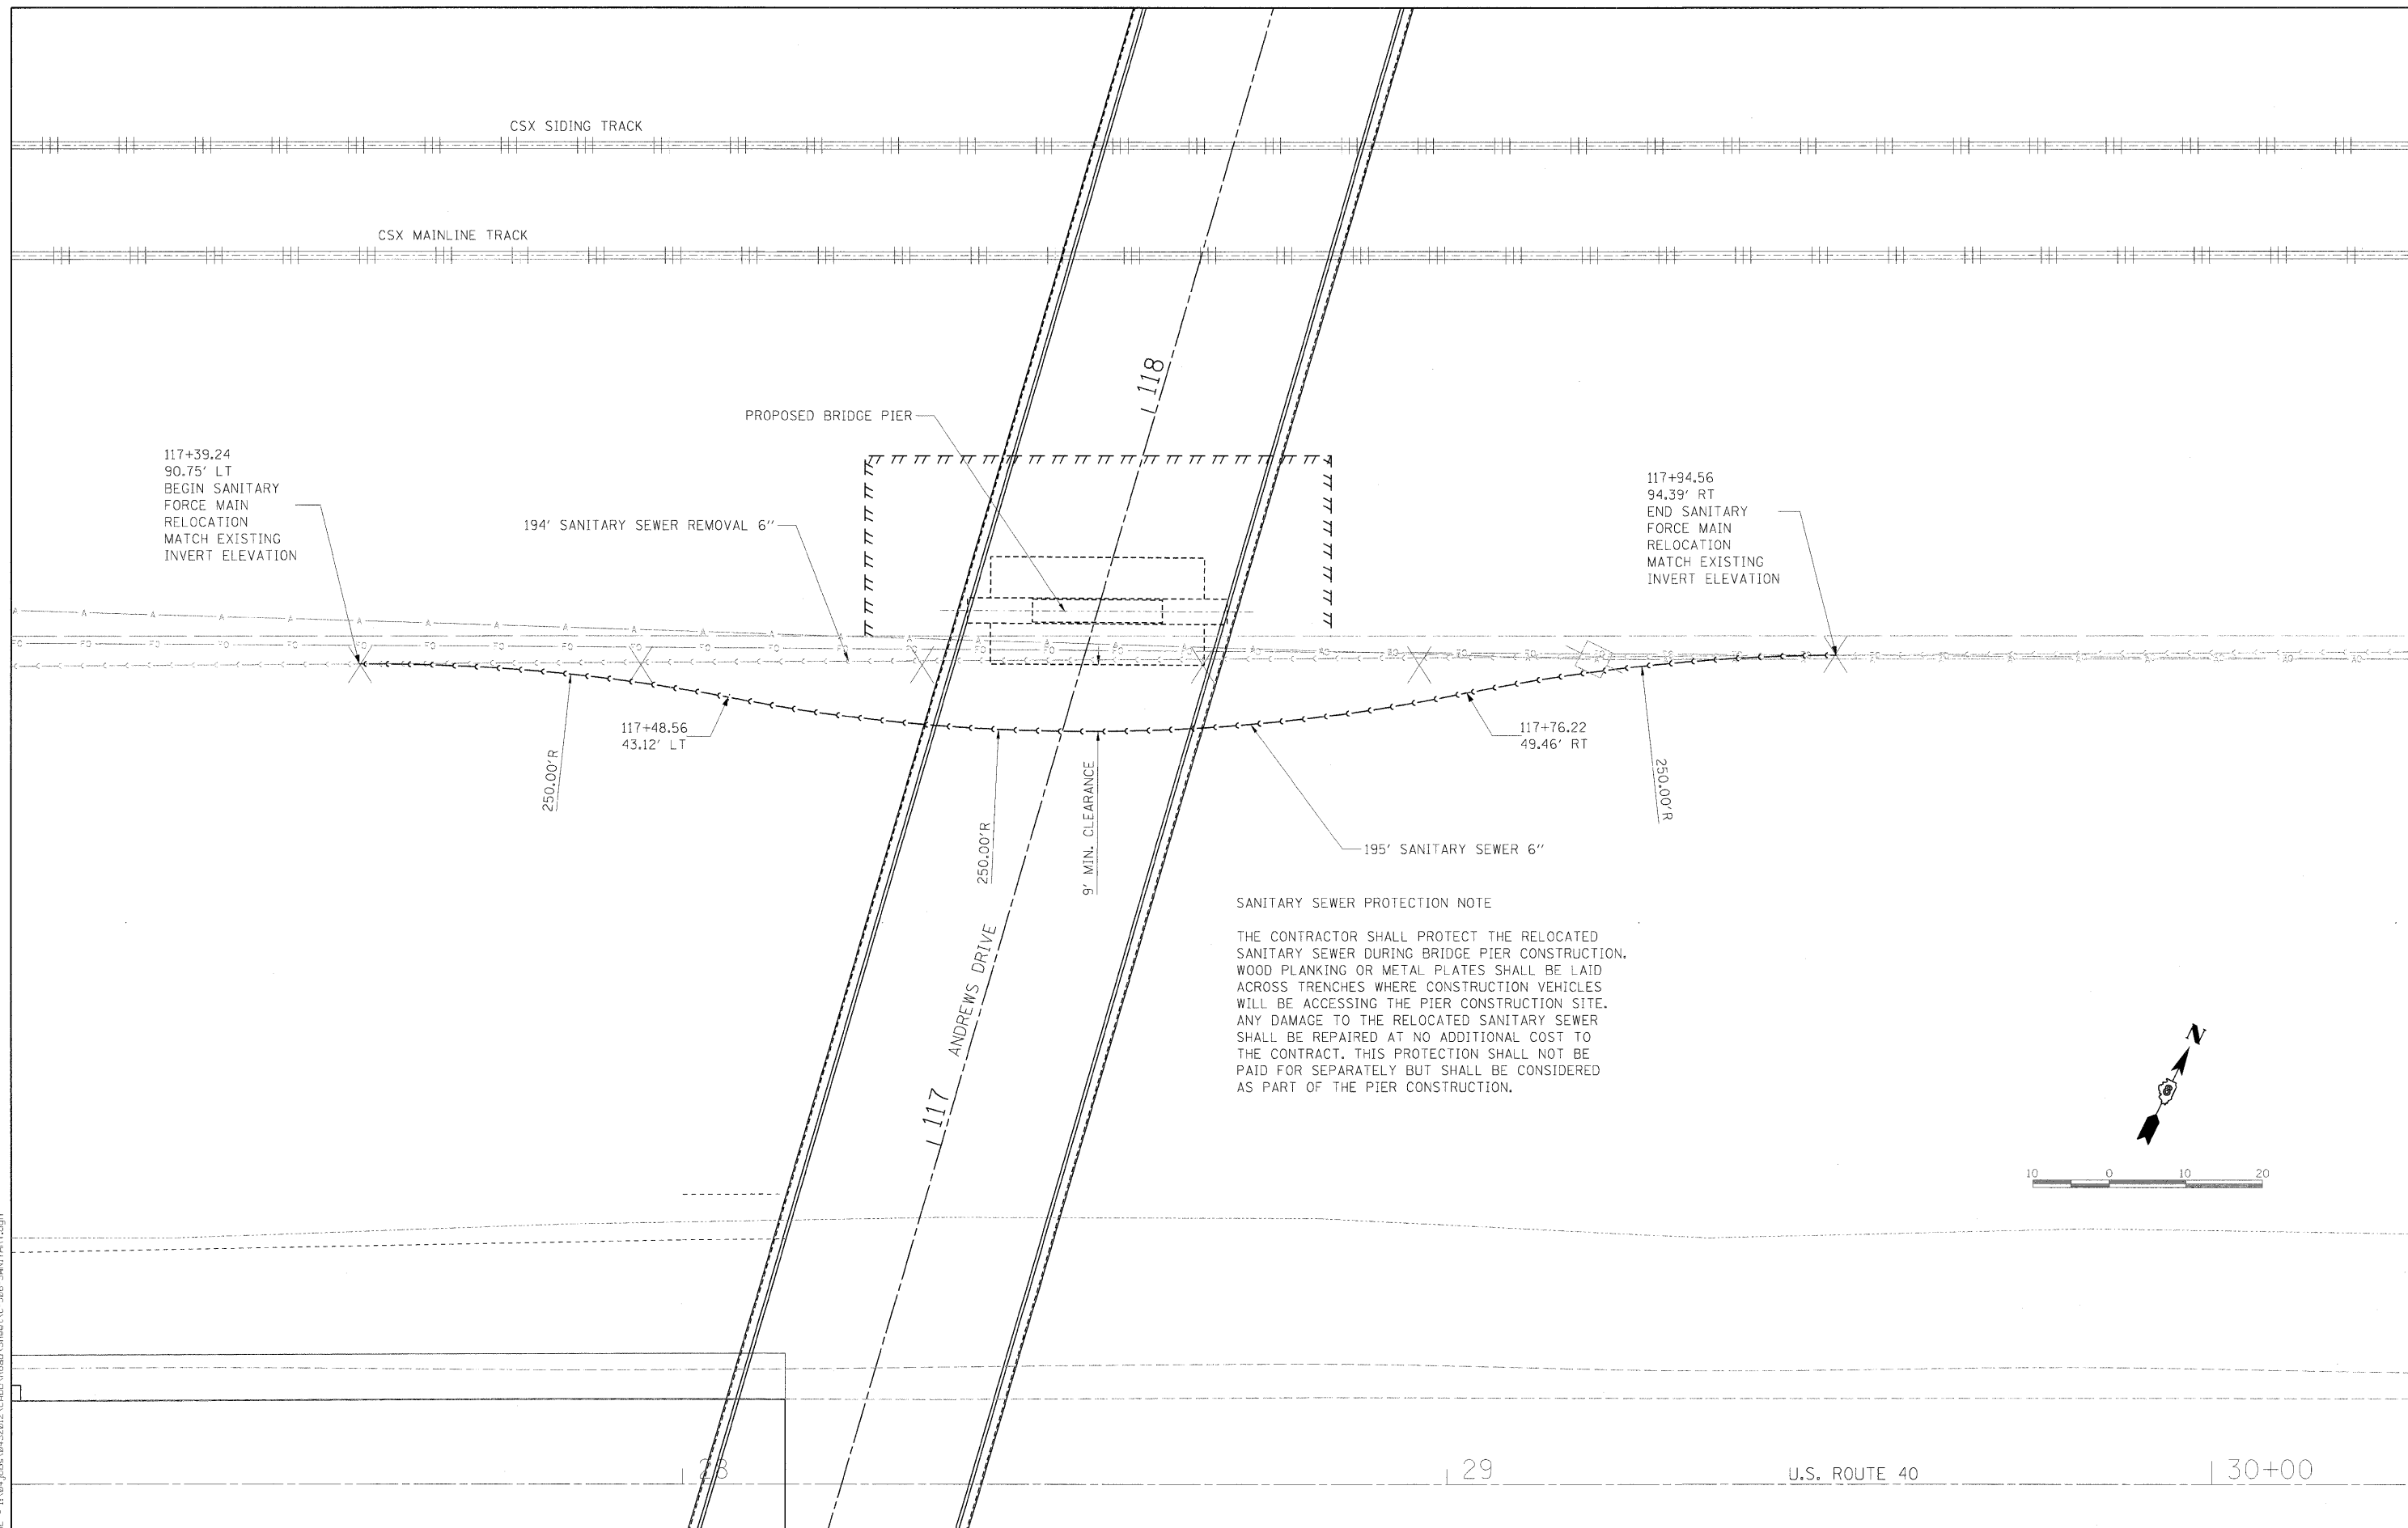 CSX SIDING TRACK
CSX MAINLINE TRACK
118
PROPOSED BRIDGE PIER
117+39.24
90.75' LT
BEGIN SANITARY
FORCE MAIN
RELOCATION
MATCH EXISTING
INVERT ELEVATION
194' SANITARY SEWER REMOVAL 6"
117+94.56
94.39' RT
END SANITARY
FORCE MAIN
RELOCATION
MATCH EXISTING
INVERT ELEVATION
117+48.56
43.12' LT
117+76.22
49.46' RT
250.00'R
250.00'R
9' MIN. CLEARANCE
250.00'R
195' SANITARY SEWER 6"
SANITARY SEWER PROTECTION NOTE
THE CONTRACTOR SHALL PROTECT THE RELOCATED
SANITARY SEWER DURING BRIDGE PIER CONSTRUCTION.
WOOD PLANKING OR METAL PLATES SHALL BE LAID
ACROSS TRENCHES WHERE CONSTRUCTION VEHICLES
WILL BE ACCESSING THE PIER CONSTRUCTION SITE.
ANY DAMAGE TO THE RELOCATED SANITARY SEWER
SHALL BE REPAIRED AT NO ADDITIONAL COST TO
THE CONTRACT. THIS PROTECTION SHALL NOT BE
PAID FOR SEPARATELY BUT SHALL BE CONSIDERED
AS PART OF THE PIER CONSTRUCTION.
ANDREWS DRIVE
117
N
10 0 10 20
28
29
U.S. ROUTE 40
30+00